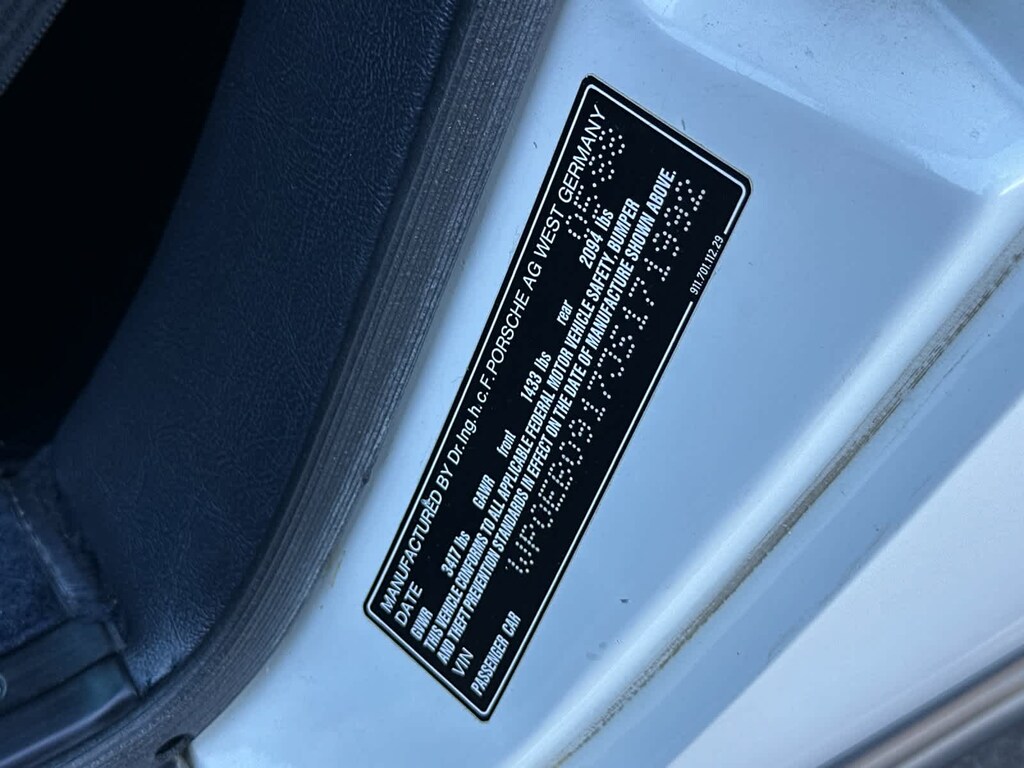 MANUFACTURED BY Dr. Ing. h. c. F. PORSCHE AG WEST GERMANY
DATE
GWR 3417 lbs GAWR front 1433 lbs rear 2094 lbs
THIS VEHICLE CONFORMS TO ALL APPLICABLE FEDERAL MOTOR VEHICLE SAFETY, BUMPER
AND THEFT PREVENTION STANDARDS IN EFFECT ON THE DATE OF MANUFACTURE SHOWN ABOVE.
VIN WP0EB0917JS171992
PASSENGER CAR
911.701.112.29